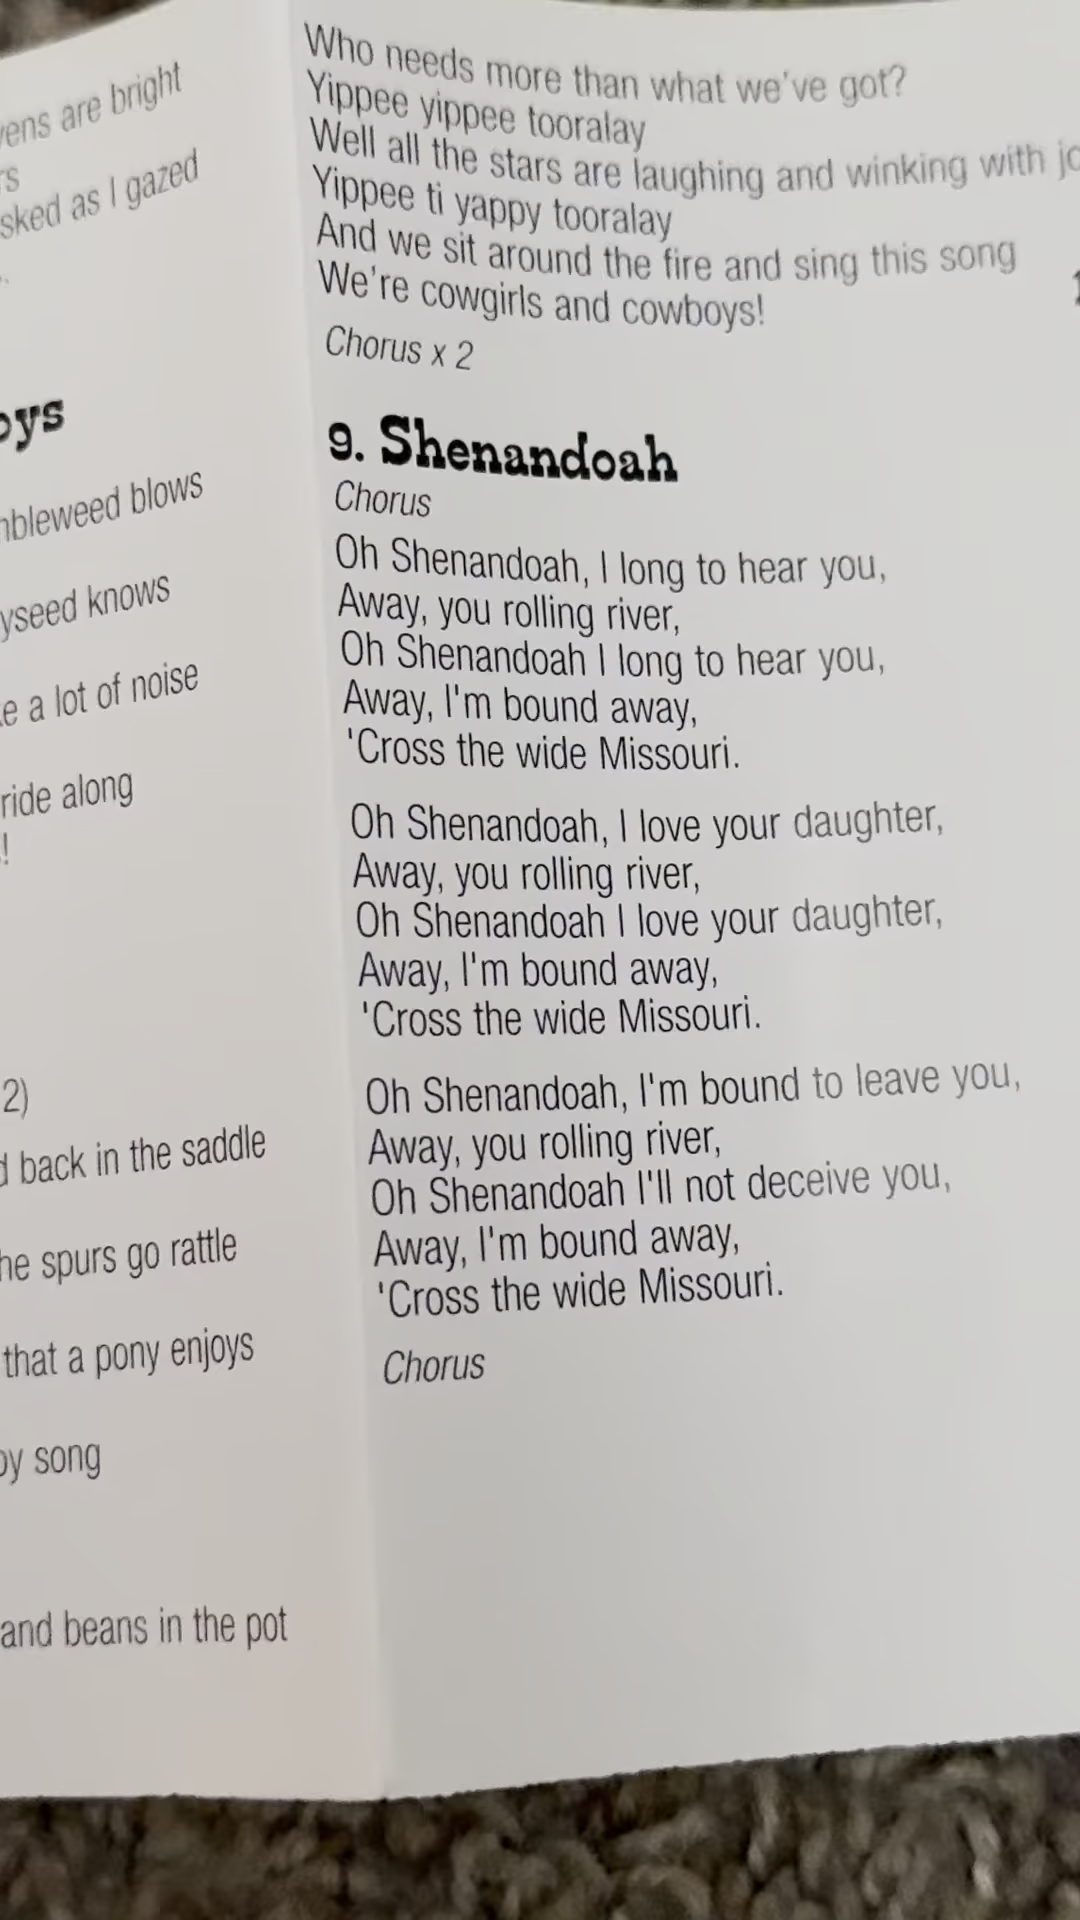 are bright
as I gazed
blows
knows
a lot of noise
ride along
!
2)
back in the saddle
spurs go rattle
that a pony enjoys
song
and beans in the pot
Who needs more than what we've got?
Yippee yippee tooralay
Well all the stars are laughing and winking with
Yippee ti yappy tooralay
And we sit around the fire and sing this song
We're cowgirls and cowboys!
Chorus x 2
9. Shenandoah
Chorus
Oh Shenandoah, I long to hear you,
Away, you rolling river,
Oh Shenandoah I long to hear you,
Away, I'm bound away,
'Cross the wide Missouri.
Oh Shenandoah, I love your daughter,
Away, you rolling river,
Oh Shenandoah I love your daughter,
Away, I'm bound away,
'Cross the wide Missouri.
Oh Shenandoah, I'm bound to leave you,
Away, you rolling river,
Oh Shenandoah I'll not deceive you,
Away, I'm bound away,
'Cross the wide Missouri.
Chorus